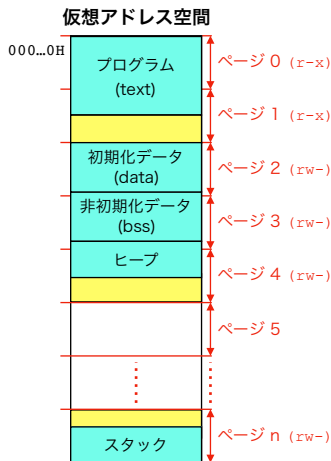 仮想アドレス空間
000…0H
プログラム
(text)
ページ 0 (r-x)
ページ 1 (r-x)
初期化データ
(data)
ページ 2 (rw-)
非初期化データ
(bss)
ページ 3 (rw-)
ヒープ
ページ 4 (rw-)
ページ 5
スタック
ページ n (rw-)